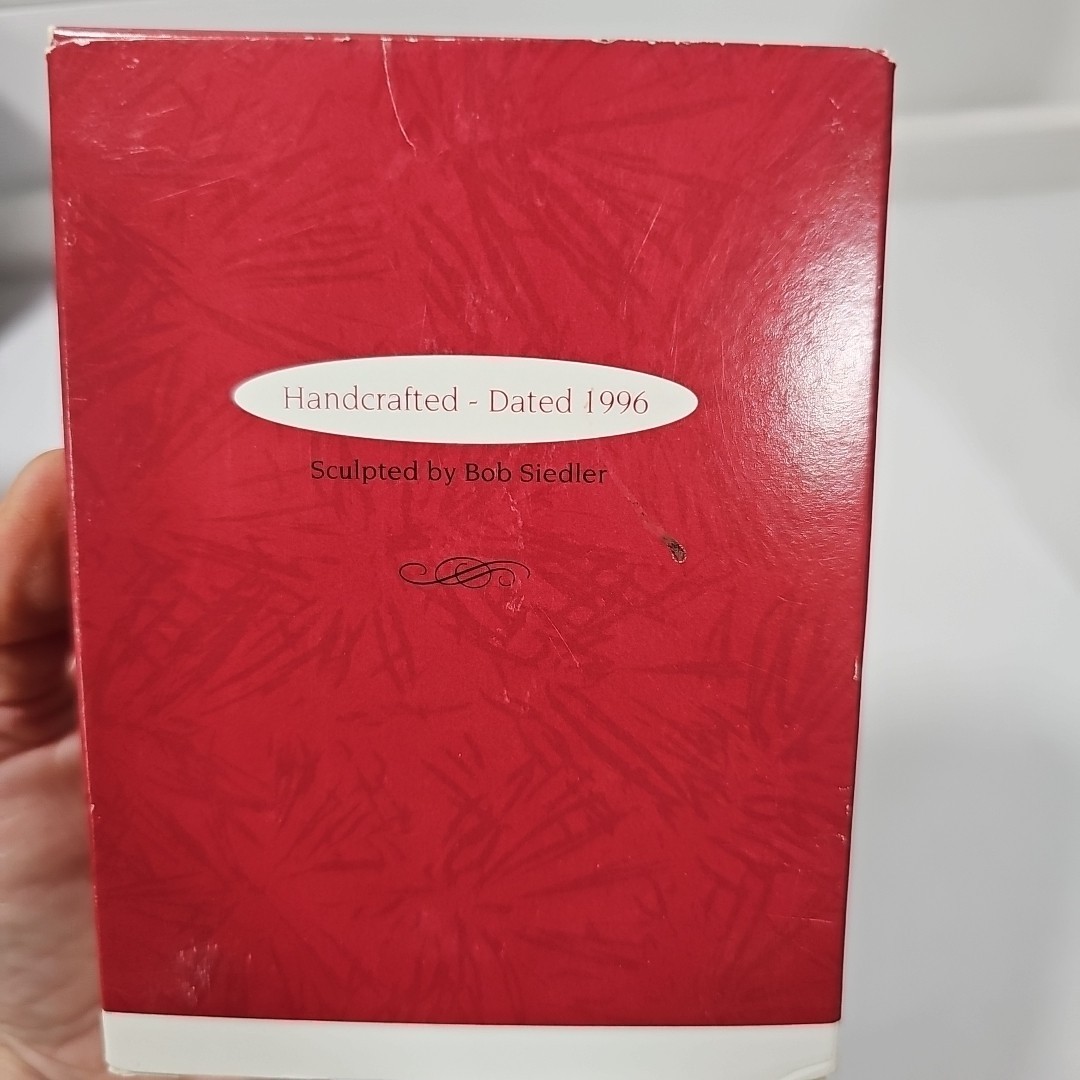 Handcrafted - Dated 1996
Sculpted by Bob Siedler